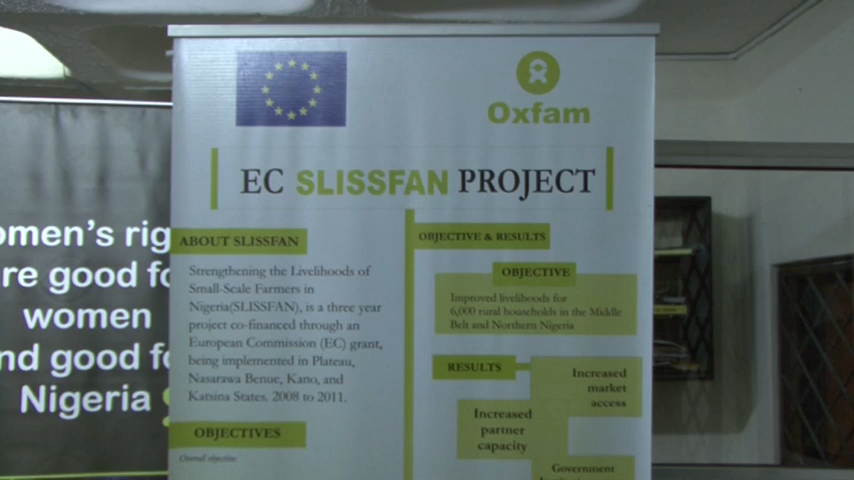 Oxfam
EC SLISSFAN PROJECT
omen's rig
re good fo
women
nd good fo
Nigeria
ABOUT SLISSFAN
Strengthening the Livelihoods of
Small-Scale Farmers in
Nigeria(SLISSFAN), is a three year
project co-financed through an
European Commission (EC) grant,
being implemented in Plateau,
Nasarawa Benue, Kano, and
Katsina States. 2008 to 2011.
OBJECTIVES
Overall objective
OBJECTIVE & RESULTS
OBJECTIVE
Improved livelihoods for
6,000 rural households in the Middle
Belt and Northern Nigeria
RESULTS
Increased
market
access
Increased
partner
capacity
Government